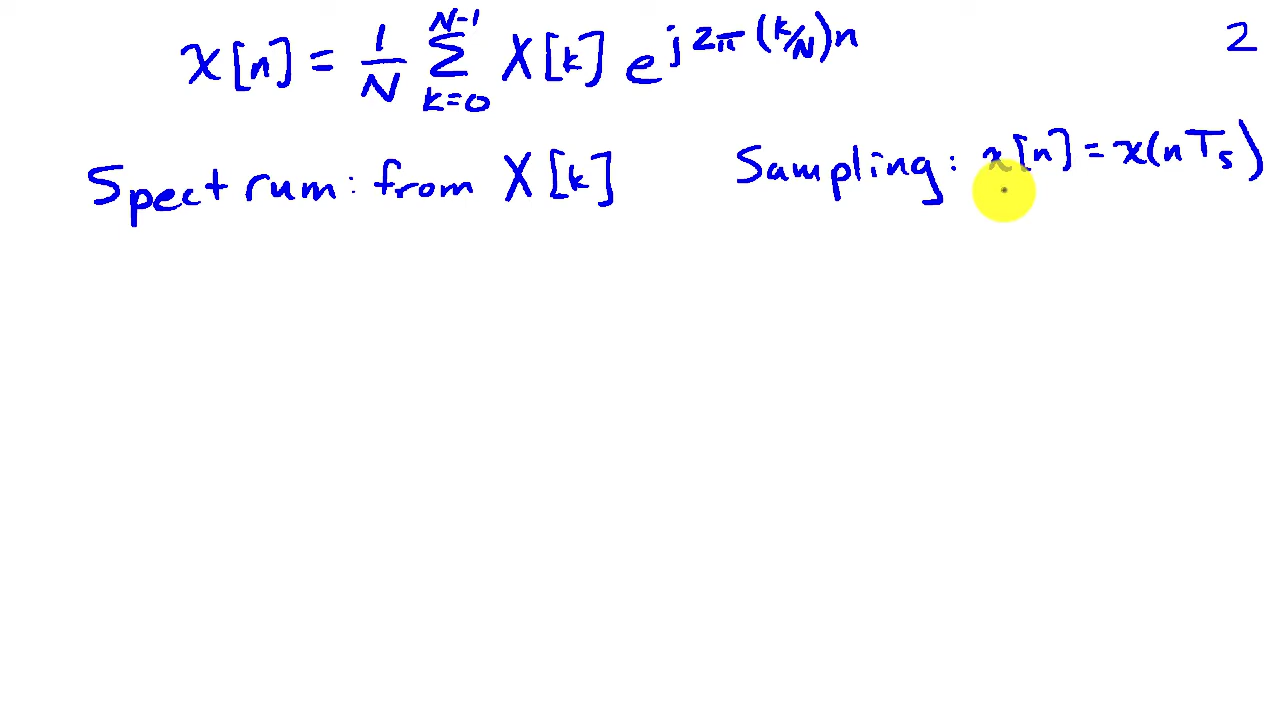 x[n] = 1/N Σ_{k=0}^{N-1} X[k] e^{j2π(k/N)n}
2
Spectrum: from X[k]
Sampling: x[n] = x(nTs)